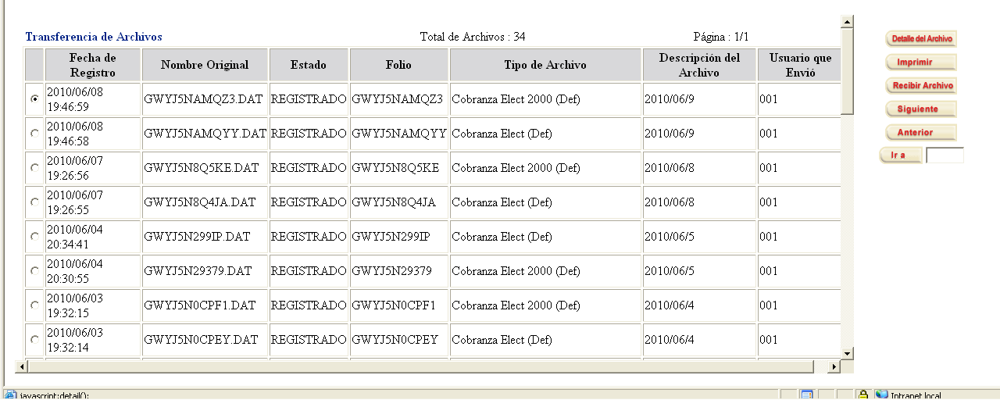 Transferencia de Archivos Total de Archivos : 34 Página : 1/1
Fecha de Registro Nombre Original Estado Folio Tipo de Archivo Descripción del Archivo Usuario que Envió
2010/06/08 19:46:59 GWYJ5NAMQZ3.DAT REGISTRADO GWYJ5NAMQZ3 Cobranza Elect 2000 (Def) 2010/06/9 001
2010/06/08 19:46:58 GWYJ5NAMQYY.DAT REGISTRADO GWYJ5NAMQYY Cobranza Elect (Def) 2010/06/9 001
2010/06/07 19:26:56 GWYJ5N8Q5KE.DAT REGISTRADO GWYJ5N8Q5KE Cobranza Elect 2000 (Def) 2010/06/8 001
2010/06/07 19:26:55 GWYJ5N8Q4JA.DAT REGISTRADO GWYJ5N8Q4JA Cobranza Elect (Def) 2010/06/8 001
2010/06/04 20:34:41 GWYJ5N299IP.DAT REGISTRADO GWYJ5N299IP Cobranza Elect (Def) 2010/06/5 001
2010/06/04 20:30:55 GWYJ5N29379.DAT REGISTRADO GWYJ5N29379 Cobranza Elect 2000 (Def) 2010/06/5 001
2010/06/03 19:32:15 GWYJ5N0CPF1.DAT REGISTRADO GWYJ5N0CPF1 Cobranza Elect 2000 (Def) 2010/06/4 001
2010/06/03 19:32:14 GWYJ5N0CPEY.DAT REGISTRADO GWYJ5N0CPEY Cobranza Elect (Def) 2010/06/4 001
Detalle del Archivo
Imprimir
Recibir Archivo
Siguiente
Anterior
Ir a
javascript:detail(); Intranet local